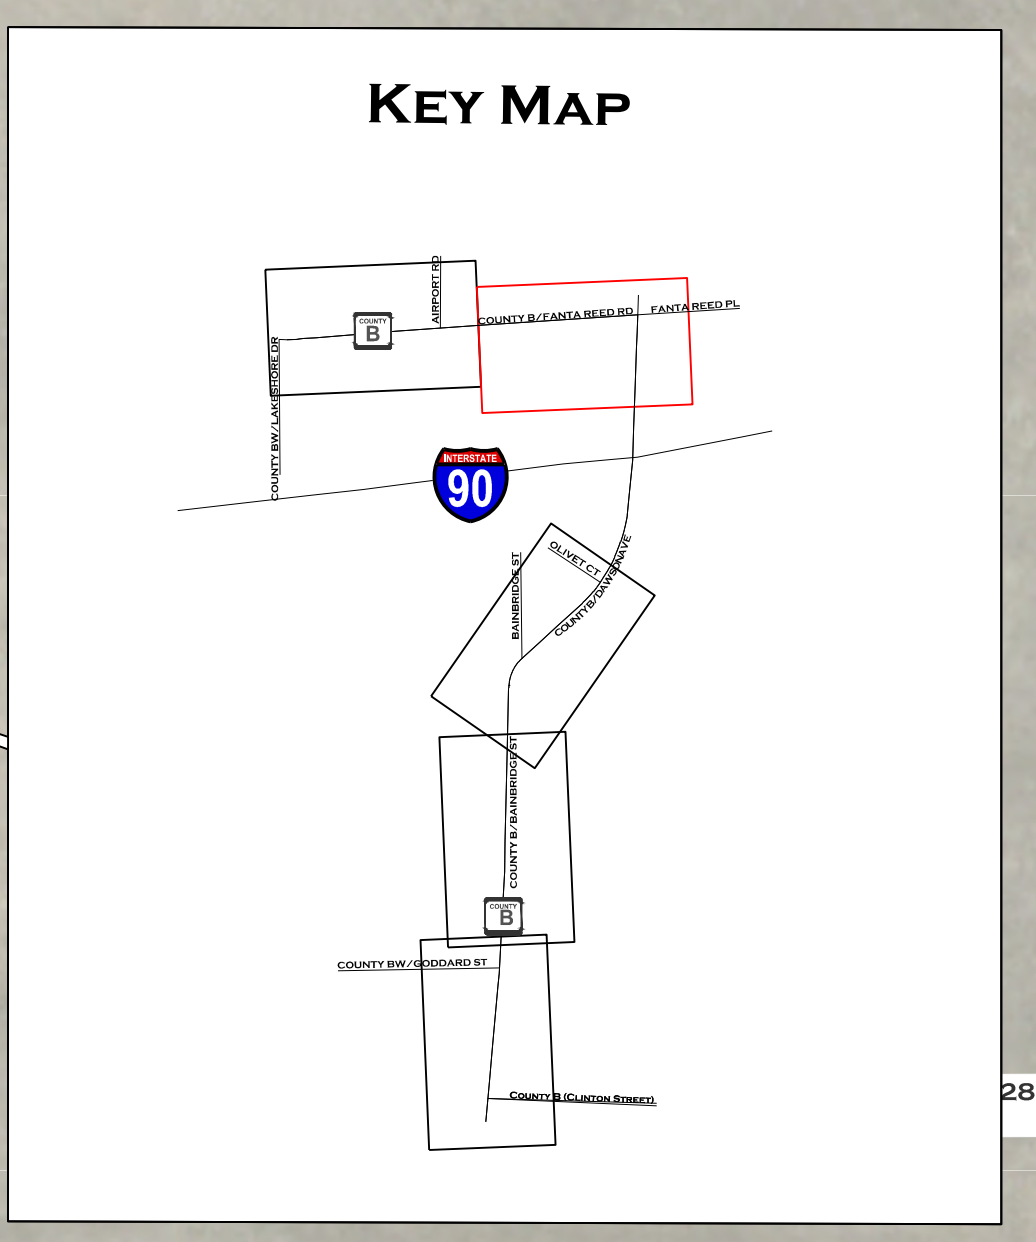 KEY MAP
AIRPORT RD
COUNTY B/FANTA REED RD
FANTA REED PL
COUNTY
B
COUNTY BW/LAKESHORE DR
INTERSTATE
90
OLIVET CT
BAINBRIDGE ST
COUNTY B/DAWSON AVE
COUNTY B/BAINBRIDGE ST
COUNTY
B
COUNTY BW/GODDARD ST
COUNTY B (CLINTON STREET)
28